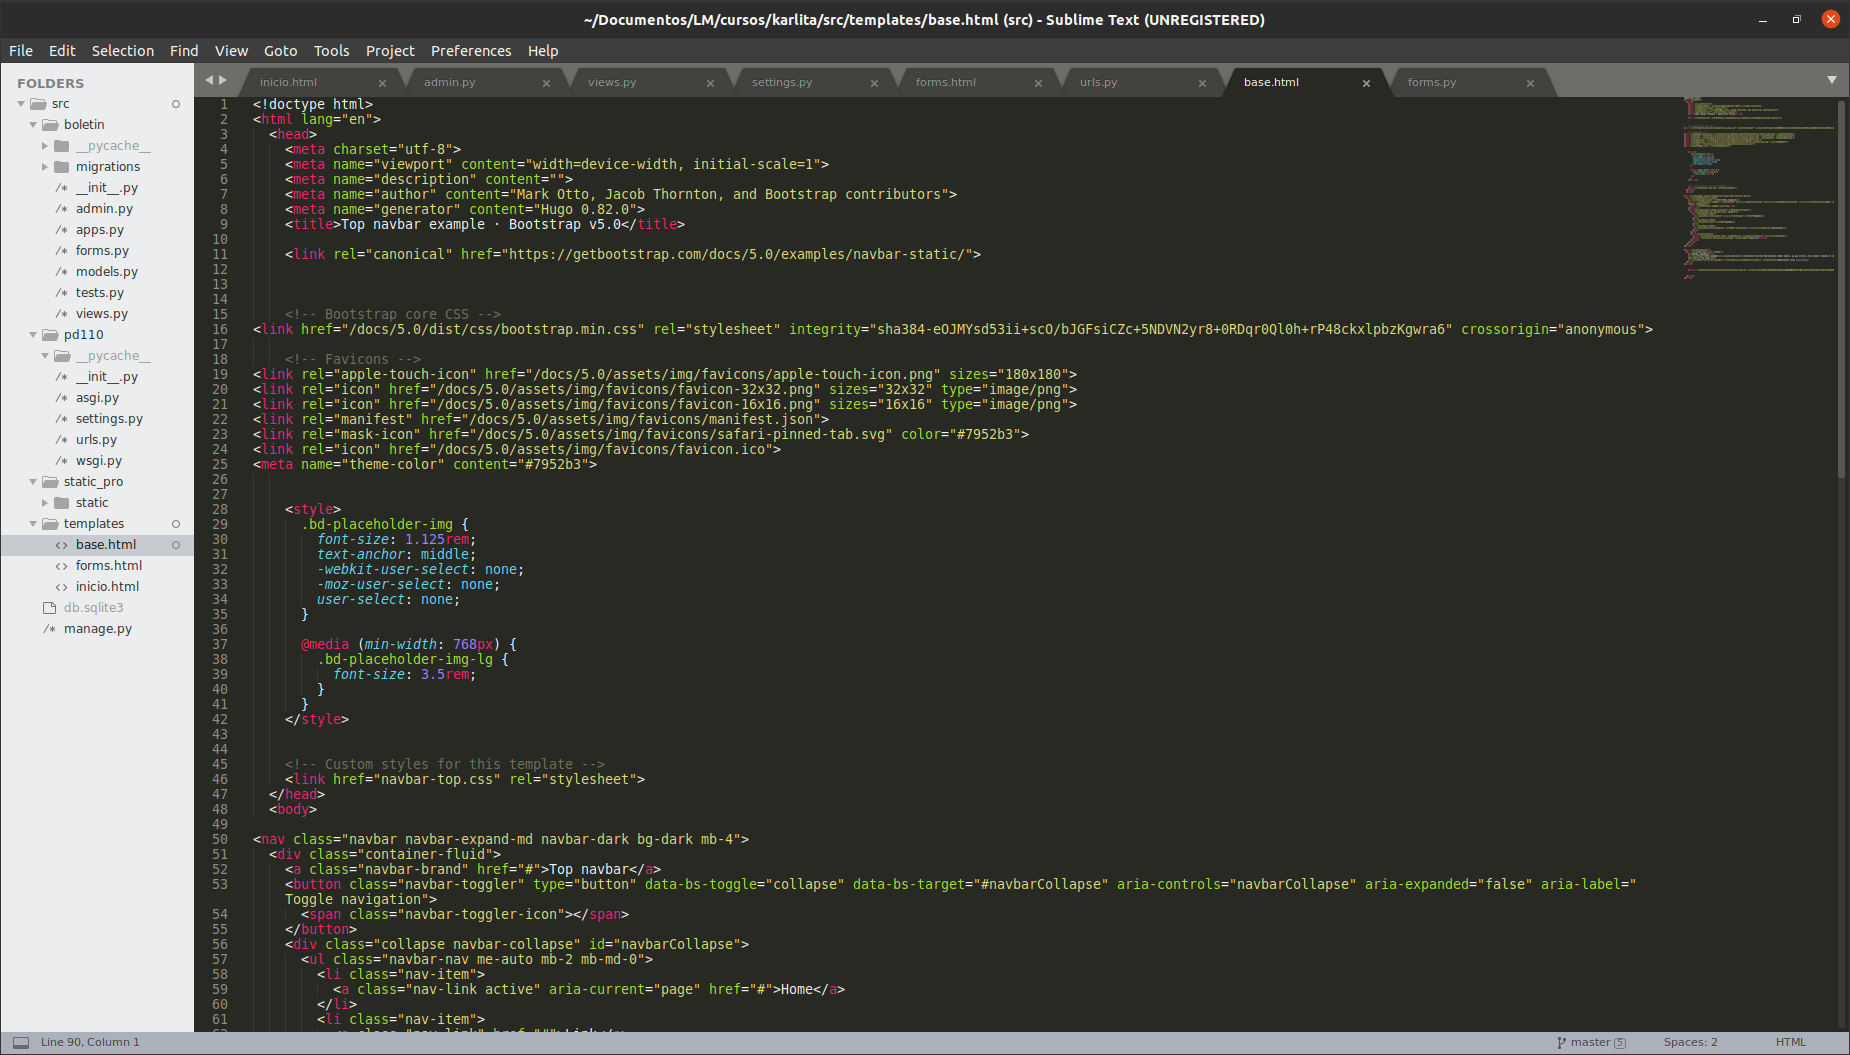 ~/Documentos/LM/cursos/karlita/src/templates/base.html (src) - Sublime Text (UNREGISTERED)
File Edit Selection Find View Goto Tools Project Preferences Help
FOLDERS
src
boletin
__pycache__
migrations
/* __init__.py
/* admin.py
/* apps.py
/* forms.py
/* models.py
/* tests.py
/* views.py
pd110
__pycache__
/* __init__.py
/* asgi.py
/* settings.py
/* urls.py
/* wsgi.py
static_pro
static
templates
<> base.html
<> forms.html
<> inicio.html
db.sqlite3
/* manage.py
inicio.html × admin.py × views.py × settings.py × forms.html × urls.py × base.html × forms.py ×
1 <!doctype html>
2 <html lang="en">
3 <head>
4 <meta charset="utf-8">
5 <meta name="viewport" content="width=device-width, initial-scale=1">
6 <meta name="description" content="">
7 <meta name="author" content="Mark Otto, Jacob Thornton, and Bootstrap contributors">
8 <meta name="generator" content="Hugo 0.82.0">
9 <title>Top navbar example · Bootstrap v5.0</title>
10
11 <link rel="canonical" href="https://getbootstrap.com/docs/5.0/examples/navbar-static/">
12
13
14
15 <!-- Bootstrap core CSS -->
16 <link href="/docs/5.0/dist/css/bootstrap.min.css" rel="stylesheet" integrity="sha384-eOJMYsd53ii+scO/bJGFsiCZc+5NDVN2yr8+0RDqr0Ql0h+rP48ckxlpbzKgwra6" crossorigin="anonymous">
17
18 <!-- Favicons -->
19 <link rel="apple-touch-icon" href="/docs/5.0/assets/img/favicons/apple-touch-icon.png" sizes="180x180">
20 <link rel="icon" href="/docs/5.0/assets/img/favicons/favicon-32x32.png" sizes="32x32" type="image/png">
21 <link rel="icon" href="/docs/5.0/assets/img/favicons/favicon-16x16.png" sizes="16x16" type="image/png">
22 <link rel="manifest" href="/docs/5.0/assets/img/favicons/manifest.json">
23 <link rel="mask-icon" href="/docs/5.0/assets/img/favicons/safari-pinned-tab.svg" color="#7952b3">
24 <link rel="icon" href="/docs/5.0/assets/img/favicons/favicon.ico">
25 <meta name="theme-color" content="#7952b3">
26
27
28 <style>
29 .bd-placeholder-img {
30 font-size: 1.125rem;
31 text-anchor: middle;
32 -webkit-user-select: none;
33 -moz-user-select: none;
34 user-select: none;
35 }
36
37 @media (min-width: 768px) {
38 .bd-placeholder-img-lg {
39 font-size: 3.5rem;
40 }
41 }
42 </style>
43
44
45 <!-- Custom styles for this template -->
46 <link href="navbar-top.css" rel="stylesheet">
47 </head>
48 <body>
49
50 <nav class="navbar navbar-expand-md navbar-dark bg-dark mb-4">
51 <div class="container-fluid">
52 <a class="navbar-brand" href="#">Top navbar</a>
53 <button class="navbar-toggler" type="button" data-bs-toggle="collapse" data-bs-target="#navbarCollapse" aria-controls="navbarCollapse" aria-expanded="false" aria-label="
Toggle navigation">
54 <span class="navbar-toggler-icon"></span>
55 </button>
56 <div class="collapse navbar-collapse" id="navbarCollapse">
57 <ul class="navbar-nav me-auto mb-2 mb-md-0">
58 <li class="nav-item">
59 <a class="nav-link active" aria-current="page" href="#">Home</a>
60 </li>
61 <li class="nav-item">
Line 90, Column 1 master 5 Spaces: 2 HTML